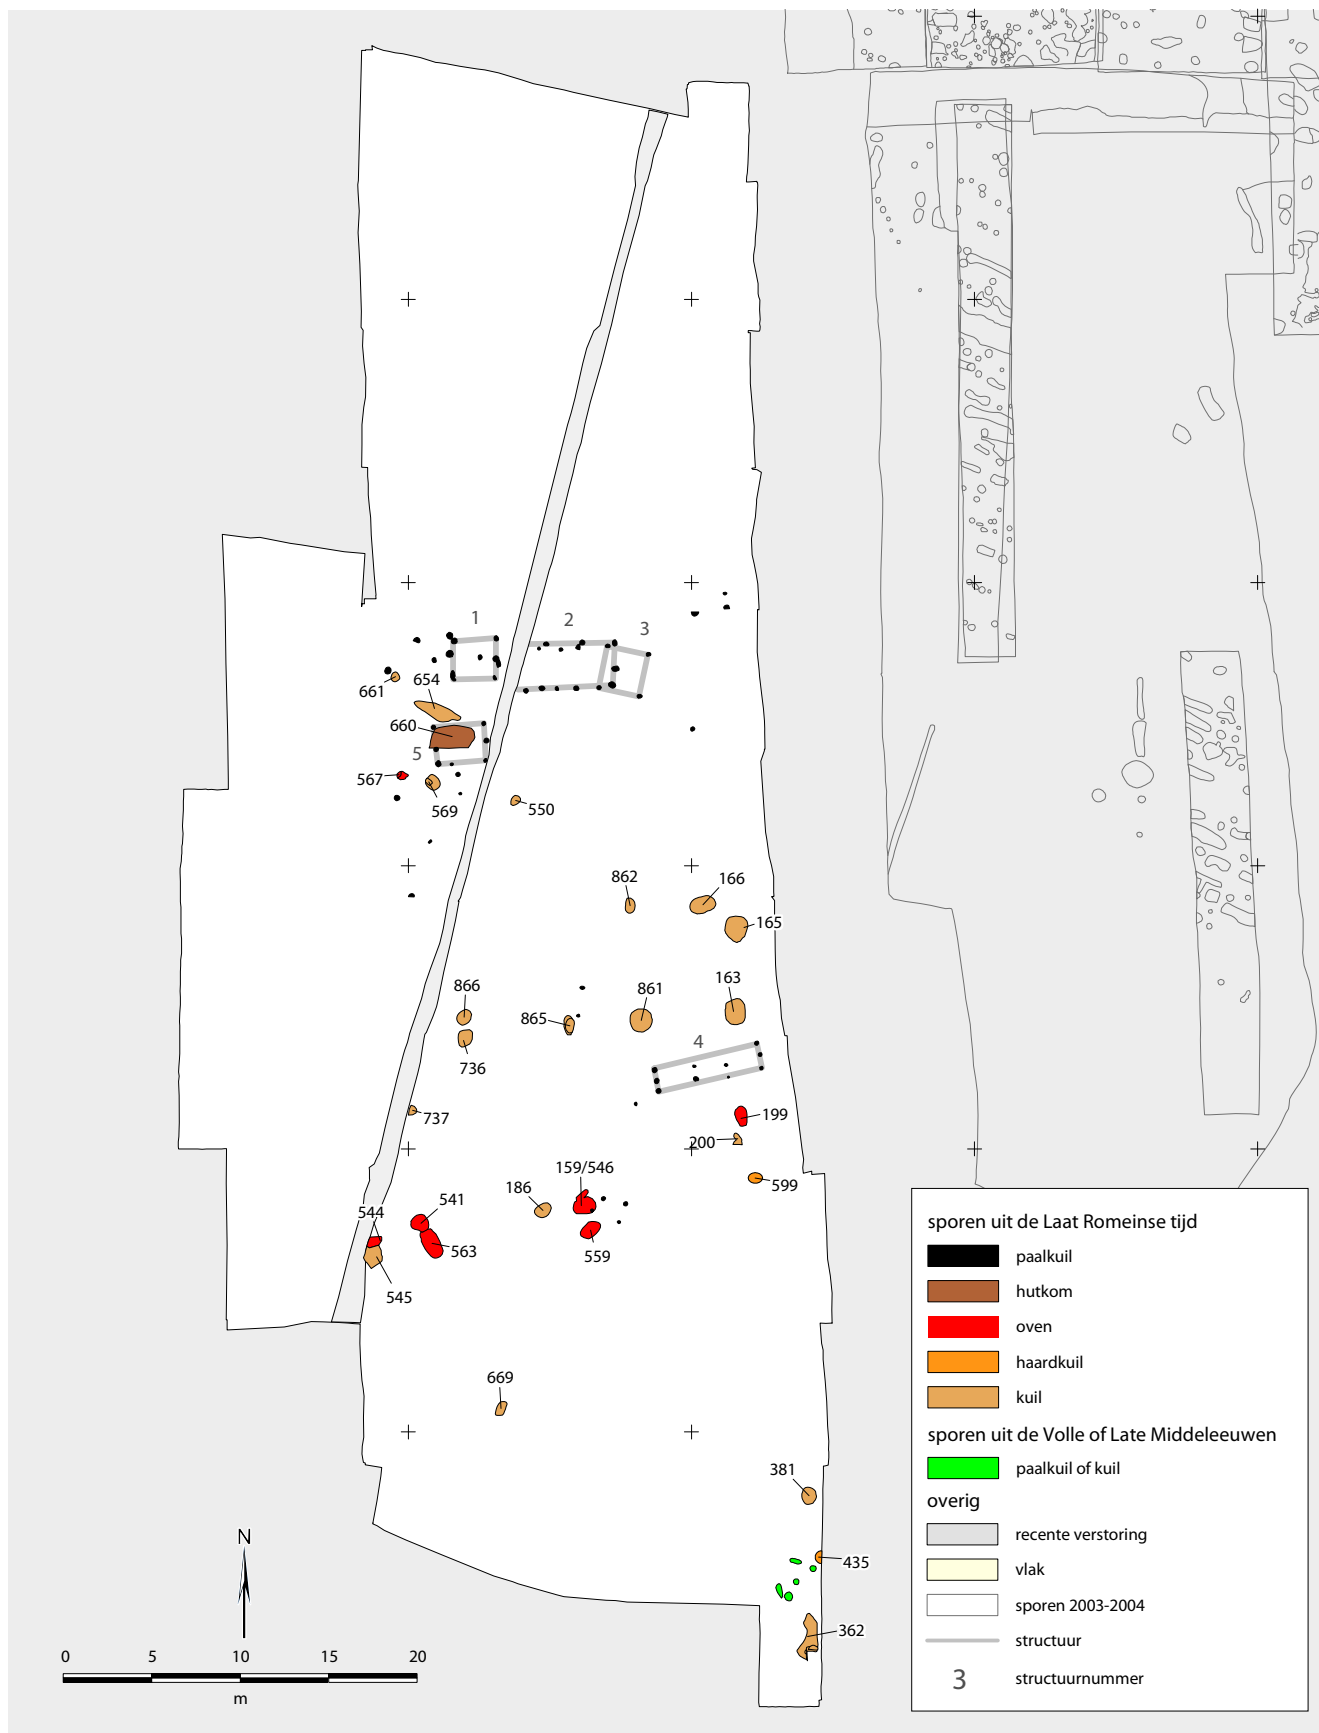 1
2
3
661
654
660
5
567
569
550
862
166
165
866
865
861
163
736
4
737
199
200
159/546
186
599
541
544
563
559
545
669
381
435
362
N
0 5 10 15 20
m
sporen uit de Laat Romeinse tijd
paalkuil
hutkom
oven
haardkuil
kuil
sporen uit de Volle of Late Middeleeuwen
paalkuil of kuil
overig
recente verstoring
vlak
sporen 2003-2004
structuur
3 structuurnummer